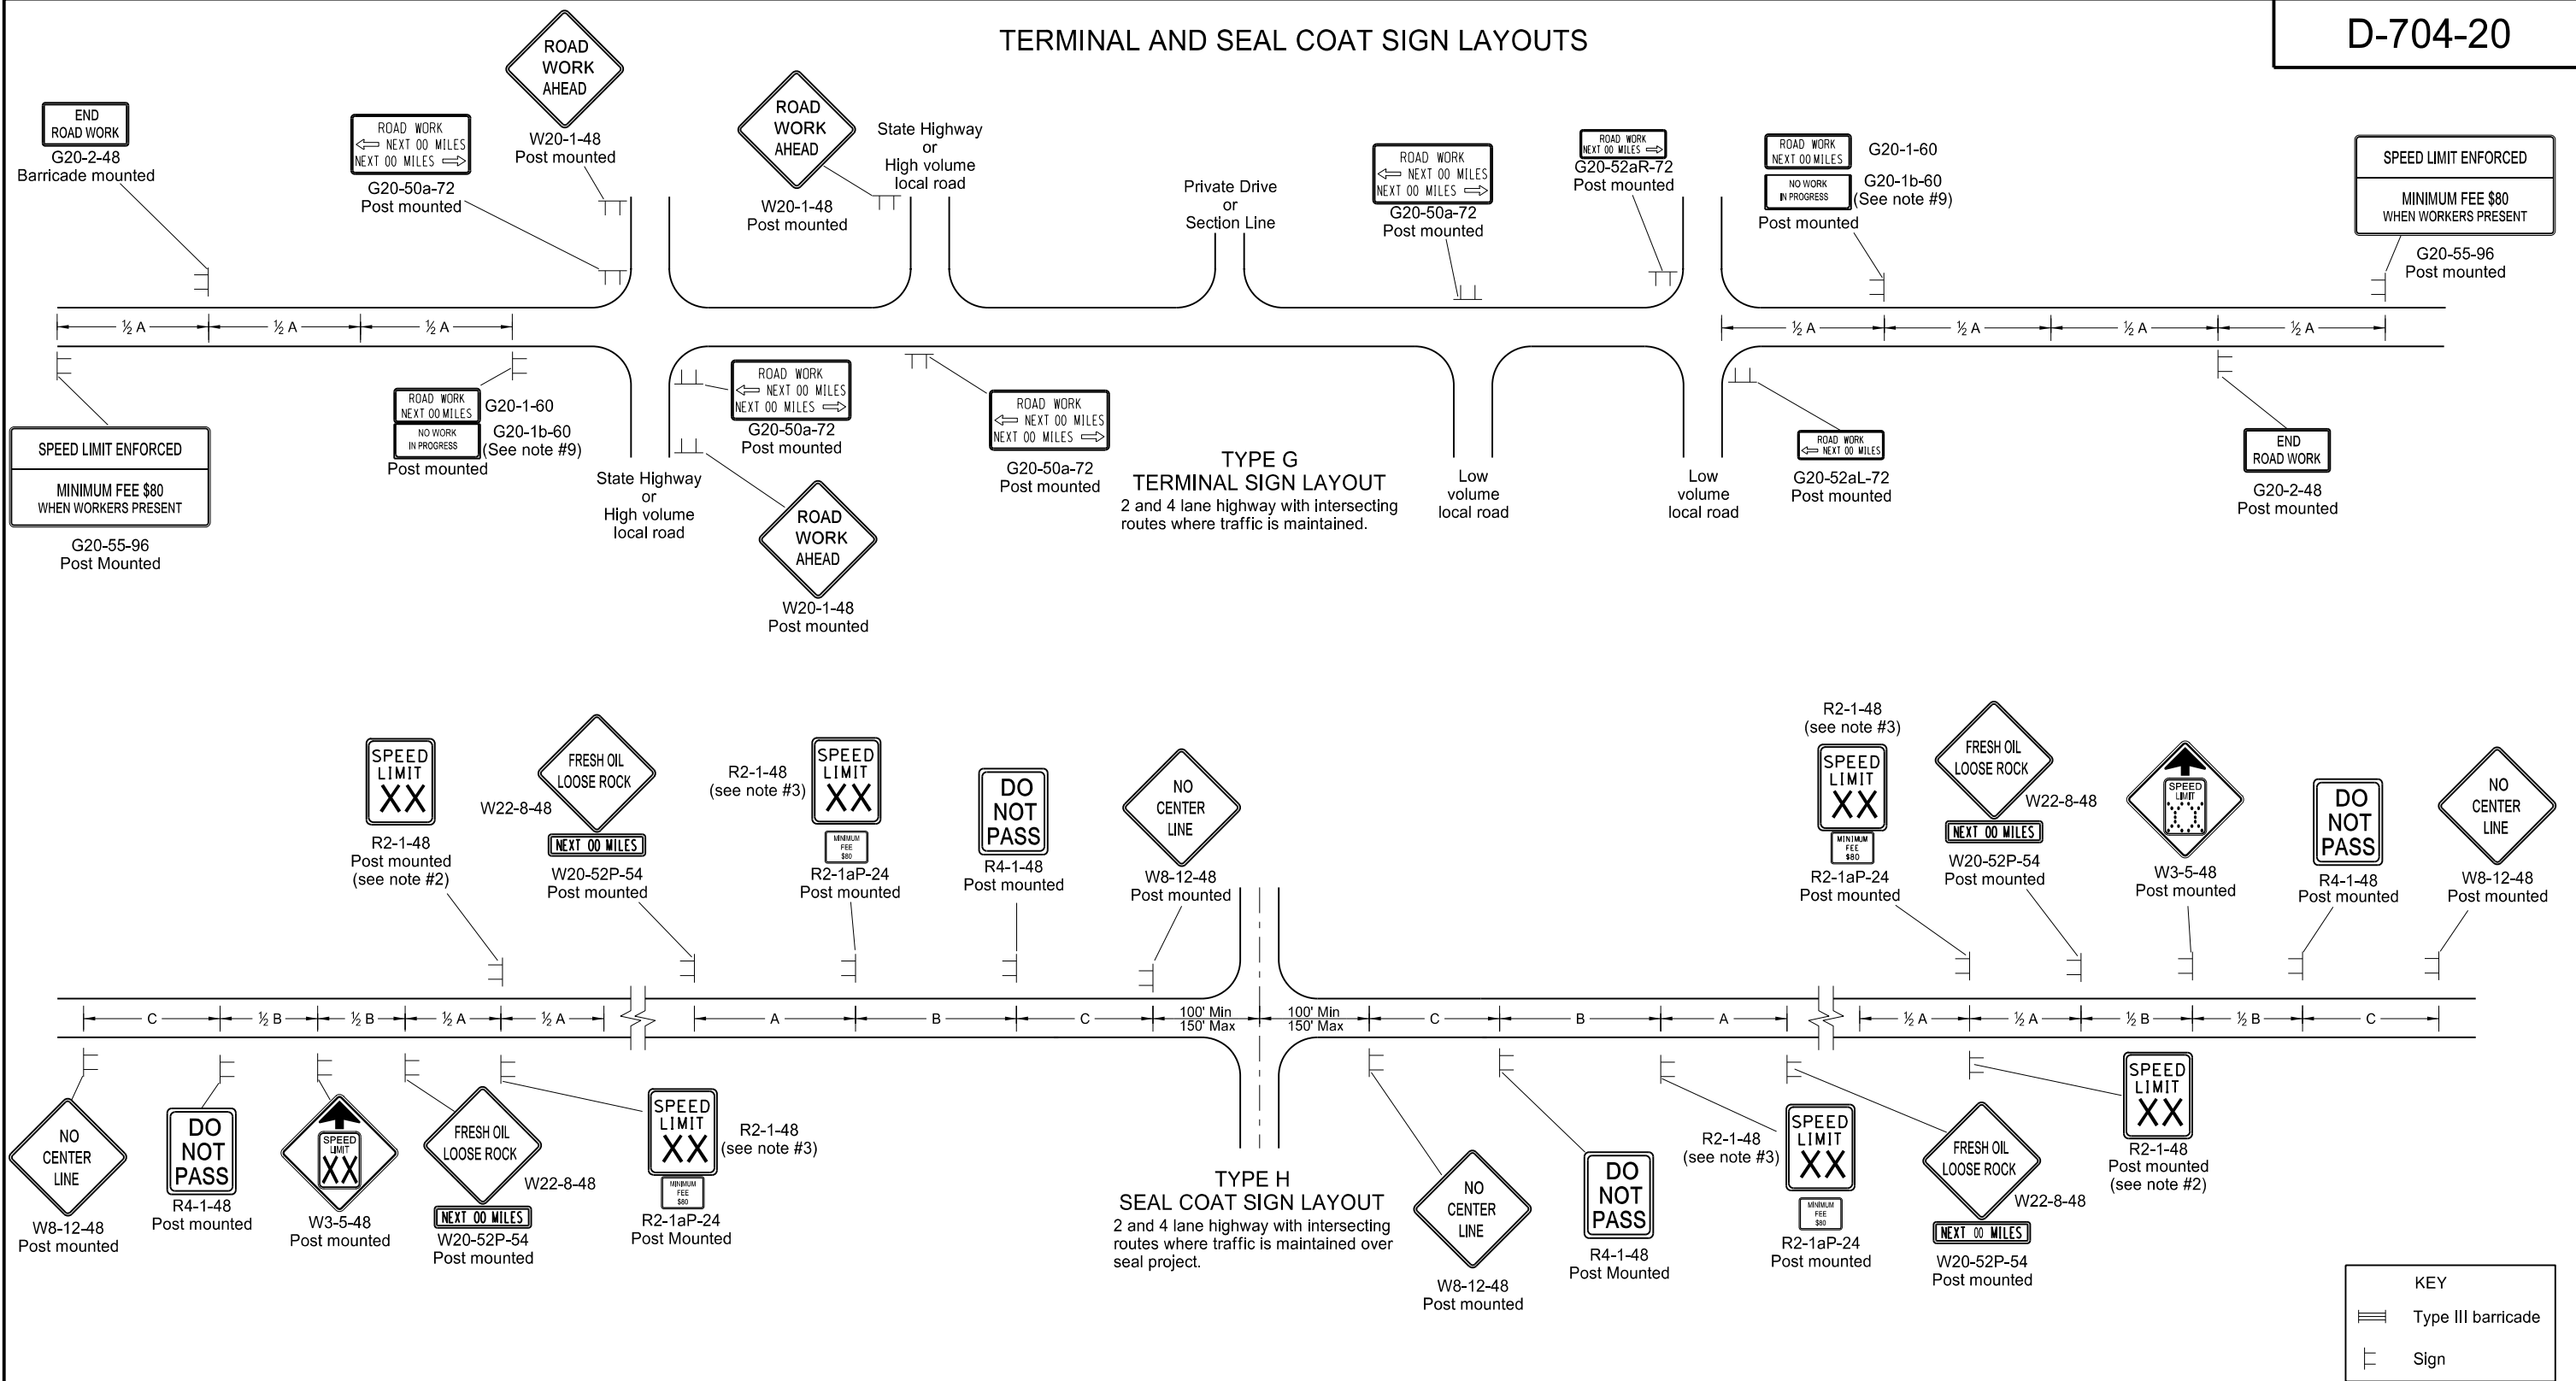 TERMINAL AND SEAL COAT SIGN LAYOUTS
D-704-20
END
ROAD WORK
G20-2-48
Barricade mounted
ROAD WORK
NEXT 00 MILES
NEXT 00 MILES
G20-50a-72
Post mounted
ROAD
WORK
AHEAD
W20-1-48
Post mounted
ROAD
WORK
AHEAD
W20-1-48
Post mounted
State Highway
or
High volume
local road
Private Drive
or
Section Line
ROAD WORK
NEXT 00 MILES
NEXT 00 MILES
G20-50a-72
Post mounted
ROAD WORK
NEXT 00 MILES
G20-52aR-72
Post mounted
ROAD WORK
NEXT 00 MILES
G20-1-60
NO WORK
IN PROGRESS
G20-1b-60
(See note #9)
Post mounted
SPEED LIMIT ENFORCED
MINIMUM FEE $80
WHEN WORKERS PRESENT
G20-55-96
Post mounted
½ A
½ A
½ A
½ A
½ A
½ A
½ A
SPEED LIMIT ENFORCED
MINIMUM FEE $80
WHEN WORKERS PRESENT
G20-55-96
Post Mounted
ROAD WORK
NEXT 00 MILES
G20-1-60
NO WORK
IN PROGRESS
G20-1b-60
(See note #9)
Post mounted
State Highway
or
High volume
local road
ROAD WORK
NEXT 00 MILES
NEXT 00 MILES
G20-50a-72
Post mounted
ROAD
WORK
AHEAD
W20-1-48
Post mounted
ROAD WORK
NEXT 00 MILES
NEXT 00 MILES
G20-50a-72
Post mounted
TYPE G
TERMINAL SIGN LAYOUT
2 and 4 lane highway with intersecting
routes where traffic is maintained.
Low
volume
local road
Low
volume
local road
ROAD WORK
NEXT 00 MILES
G20-52aL-72
Post mounted
END
ROAD WORK
G20-2-48
Post mounted
SPEED
LIMIT
XX
R2-1-48
Post mounted
(see note #2)
FRESH OIL
LOOSE ROCK
W22-8-48
NEXT 00 MILES
W20-52P-54
Post mounted
R2-1-48
(see note #3)
SPEED
LIMIT
XX
MINIMUM
FEE
$80
R2-1aP-24
Post mounted
DO
NOT
PASS
R4-1-48
Post mounted
NO
CENTER
LINE
W8-12-48
Post mounted
R2-1-48
(see note #3)
SPEED
LIMIT
XX
MINIMUM
FEE
$80
R2-1aP-24
Post mounted
FRESH OIL
LOOSE ROCK
W22-8-48
NEXT 00 MILES
W20-52P-54
Post mounted
SPEED
LIMIT
W3-5-48
Post mounted
DO
NOT
PASS
R4-1-48
Post mounted
NO
CENTER
LINE
W8-12-48
Post mounted
C
½ B
½ B
½ A
½ A
A
B
C
100' Min
150' Max
100' Min
150' Max
C
B
A
½ A
½ A
½ B
½ B
C
NO
CENTER
LINE
W8-12-48
Post mounted
DO
NOT
PASS
R4-1-48
Post mounted
SPEED
LIMIT
XX
W3-5-48
Post mounted
FRESH OIL
LOOSE ROCK
W22-8-48
NEXT 00 MILES
W20-52P-54
Post mounted
SPEED
LIMIT
XX
R2-1-48
(see note #3)
MINIMUM
FEE
$80
R2-1aP-24
Post Mounted
TYPE H
SEAL COAT SIGN LAYOUT
2 and 4 lane highway with intersecting
routes where traffic is maintained over
seal project.
NO
CENTER
LINE
W8-12-48
Post mounted
DO
NOT
PASS
R4-1-48
Post Mounted
R2-1-48
(see note #3)
SPEED
LIMIT
XX
MINIMUM
FEE
$80
R2-1aP-24
Post mounted
FRESH OIL
LOOSE ROCK
W22-8-48
NEXT 00 MILES
W20-52P-54
Post mounted
SPEED
LIMIT
XX
R2-1-48
Post mounted
(see note #2)
KEY
Type III barricade
Sign